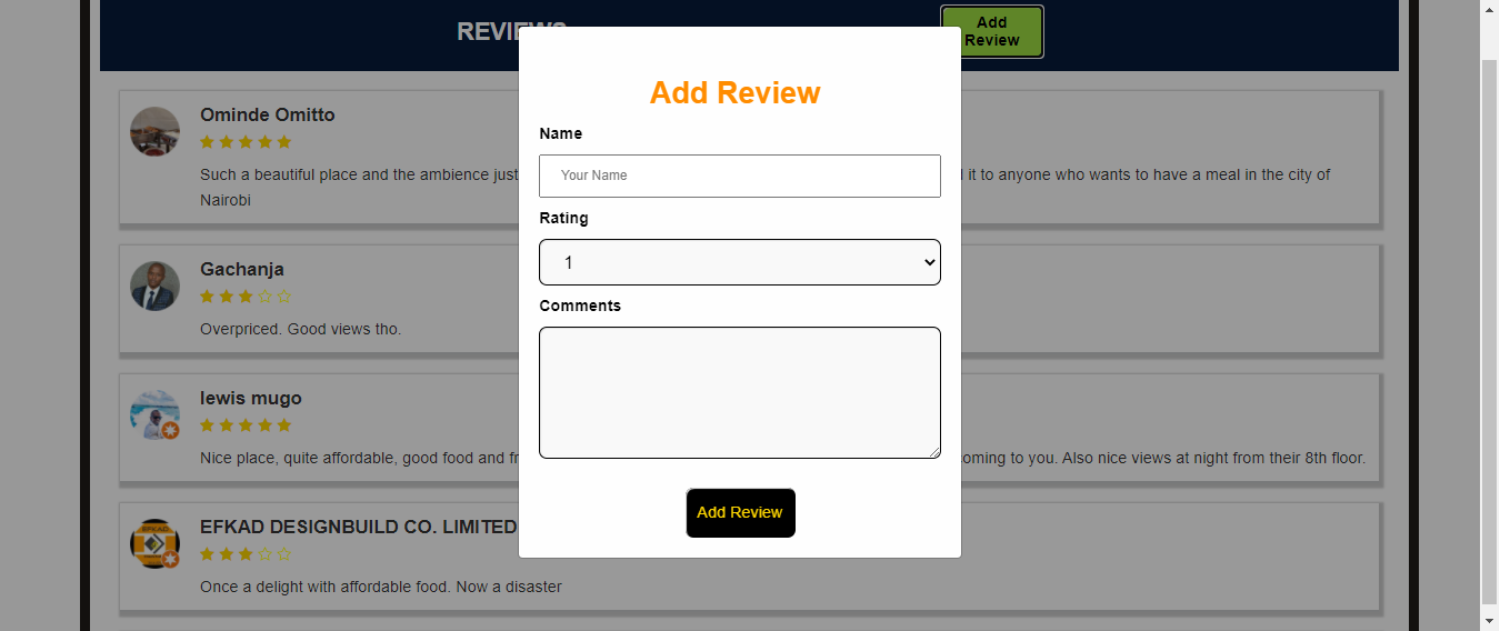 REVIEWS
Add
Review
Add Review
Name
Your Name
Rating
1
Comments
Add Review
Ominde Omitto
Such a beautiful place and the ambience just it to anyone who wants to have a meal in the city of
Nairobi
Gachanja
Overpriced. Good views tho.
lewis mugo
Nice place, quite affordable, good food and coming to you. Also nice views at night from their 8th floor.
EFKAD DESIGNBUILD CO. LIMITED
EFKAD
Once a delight with affordable food. Now a disaster